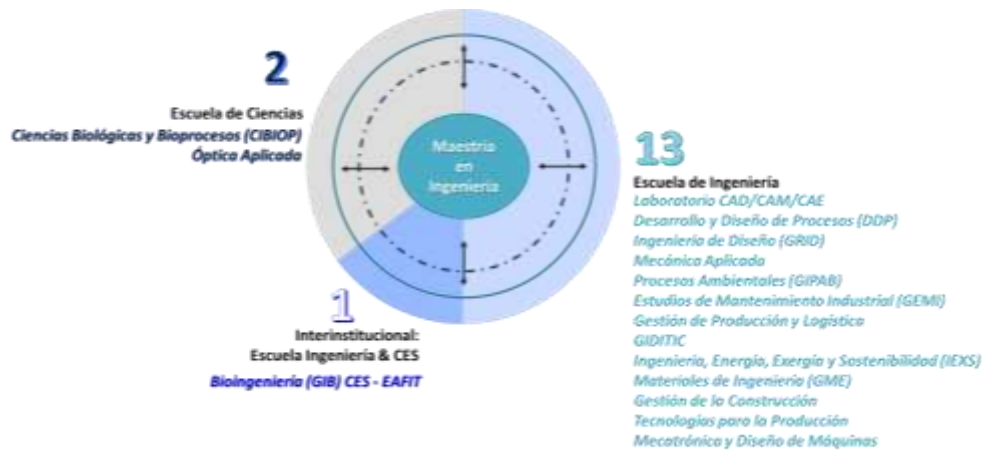 2
Escuela de Ciencias
Ciencias Biológicas y Bioprocesos (CIBIOP)
Óptica Aplicada
Maestría
en
Ingeniería
13
Escuela de Ingeniería
Laboratorio CAD/CAM/CAE
Desarrollo y Diseño de Procesos (DDP)
Ingeniería de Diseño (GRID)
Mecánica Aplicada
Procesos Ambientales (GIPAB)
Estudios de Mantenimiento Industrial (GEMI)
Gestión de Producción y Logística
GIDITIC
Ingeniería, Energía, Exergía y Sostenibilidad (IEXS)
Materiales de Ingeniería (GME)
Gestión de la Construcción
Tecnologías para la Producción
Mecatrónica y Diseño de Máquinas
1
Interinstitucional:
Escuela Ingeniería & CES
Bioingeniería (GIB) CES - EAFIT